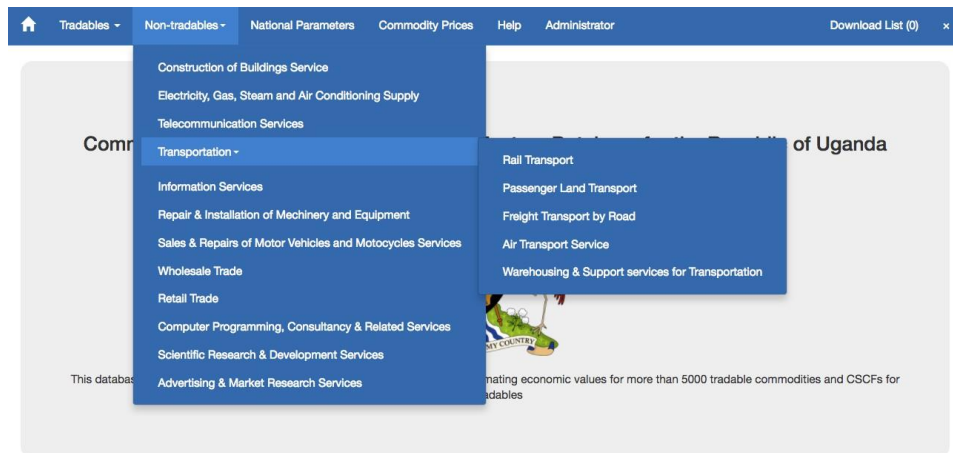 Tradables Non-tradables National Parameters Commodity Prices Help Administrator Download List (0) ×
Construction of Buildings Service
Electricity, Gas, Steam and Air Conditioning Supply
Telecommunication Services
Comr of Uganda
Transportation
Rail Transport
Passenger Land Transport
Freight Transport by Road
Air Transport Service
Warehousing & Support services for Transportation
Information Services
Repair & Installation of Mechinery and Equipment
Sales & Repairs of Motor Vehicles and Motocycles Services
Wholesale Trade
Retail Trade
Computer Programming, Consultancy & Related Services
Scientific Research & Development Services
Advertising & Market Research Services
MY COUNTRY
This databas mating economic values for more than 5000 tradable commodities and CSCFs for
adables